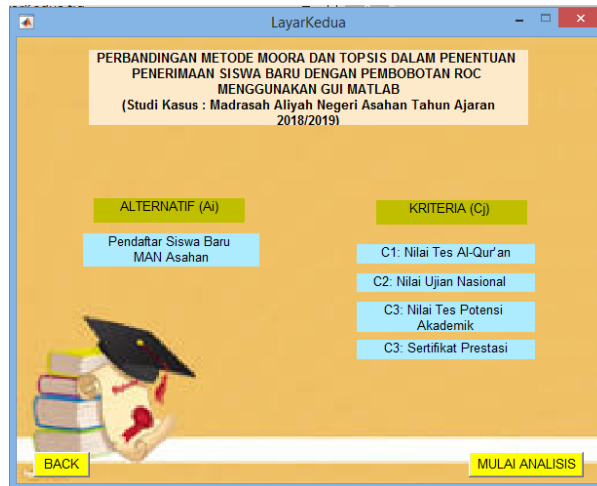 LayarKedua
PERBANDINGAN METODE MOORA DAN TOPSIS DALAM PENENTUAN
PENERIMAAN SISWA BARU DENGAN PEMBOBOTAN ROC
MENGGUNAKAN GUI MATLAB
(Studi Kasus : Madrasah Aliyah Negeri Asahan Tahun Ajaran
2018/2019)
ALTERNATIF (Ai)
Pendaftar Siswa Baru
MAN Asahan
KRITERIA (Cj)
C1: Nilai Tes Al-Qur'an
C2: Nilai Ujian Nasional
C3: Nilai Tes Potensi
Akademik
C3: Sertifikat Prestasi
BACK
MULAI ANALISIS